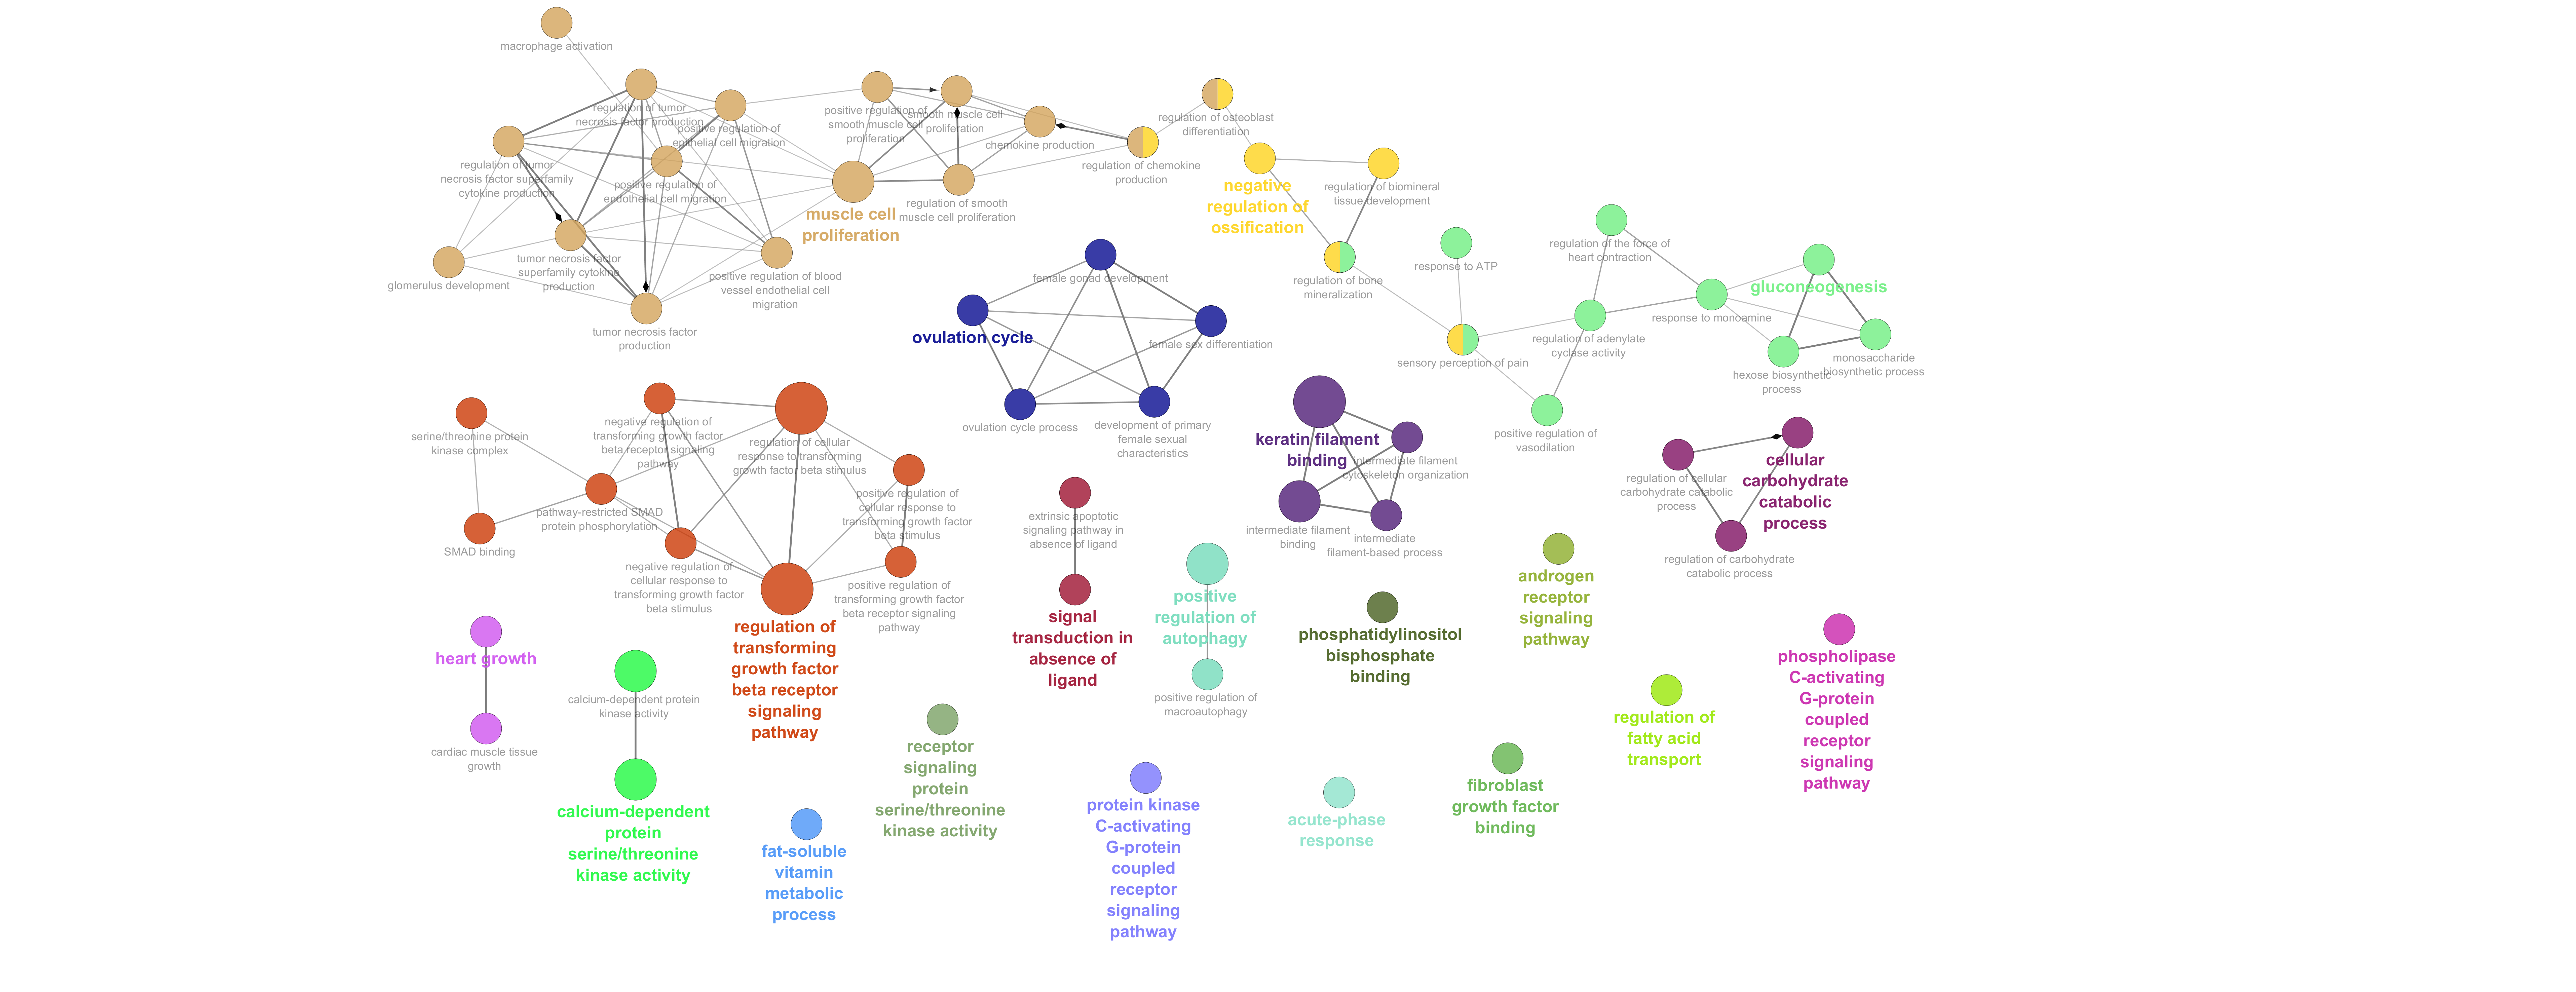 macrophage activation
regulation of tumor
necrosis factor production
positive regulation of
epithelial cell migration
regulation of tumor
necrosis factor superfamily
cytokine production
positive regulation of
endothelial cell migration
tumor necrosis factor
superfamily cytokine
production
glomerulus development
positive regulation of blood
vessel endothelial cell
migration
tumor necrosis factor
production
positive regulation of
smooth muscle cell
proliferation
smooth muscle cell
proliferation
chemokine production
regulation of chemokine
production
regulation of osteoblast
differentiation
muscle cell
proliferation
regulation of smooth
muscle cell proliferation
negative
regulation of
ossification
regulation of biomineral
tissue development
regulation of bone
mineralization
response to ATP
regulation of the force of
heart contraction
gluconeogenesis
response to monoamine
regulation of adenylate
cyclase activity
sensory perception of pain
hexose biosynthetic
process
monosaccharide
biosynthetic process
positive regulation of
vasodilation
female gonad development
ovulation cycle
female sex differentiation
ovulation cycle process
development of primary
female sexual
characteristics
serine/threonine protein
kinase complex
negative regulation of
transforming growth factor
beta receptor signaling
pathway
regulation of cellular
response to transforming
growth factor beta stimulus
positive regulation of
cellular response to
transforming growth factor
beta stimulus
pathway-restricted SMAD
protein phosphorylation
SMAD binding
negative regulation of
cellular response to
transforming growth factor
beta stimulus
positive regulation of
transforming growth factor
beta receptor signaling
pathway
regulation of
transforming
growth factor
beta receptor
signaling
pathway
keratin filament
binding
intermediate filament
cytoskeleton organization
intermediate filament
binding
intermediate
filament-based process
cellular
carbohydrate
catabolic
process
regulation of cellular
carbohydrate catabolic
process
regulation of carbohydrate
catabolic process
extrinsic apoptotic
signaling pathway in
absence of ligand
signal
transduction in
absence of
ligand
positive
regulation of
autophagy
positive regulation of
macroautophagy
phosphatidylinositol
bisphosphate
binding
androgen
receptor
signaling
pathway
regulation of
fatty acid
transport
phospholipase
C-activating
G-protein
coupled
receptor
signaling
pathway
heart growth
cardiac muscle tissue
growth
calcium-dependent protein
kinase activity
calcium-dependent
protein
serine/threonine
kinase activity
fat-soluble
vitamin
metabolic
process
receptor
signaling
protein
serine/threonine
kinase activity
protein kinase
C-activating
G-protein
coupled
receptor
signaling
pathway
acute-phase
response
fibroblast
growth factor
binding